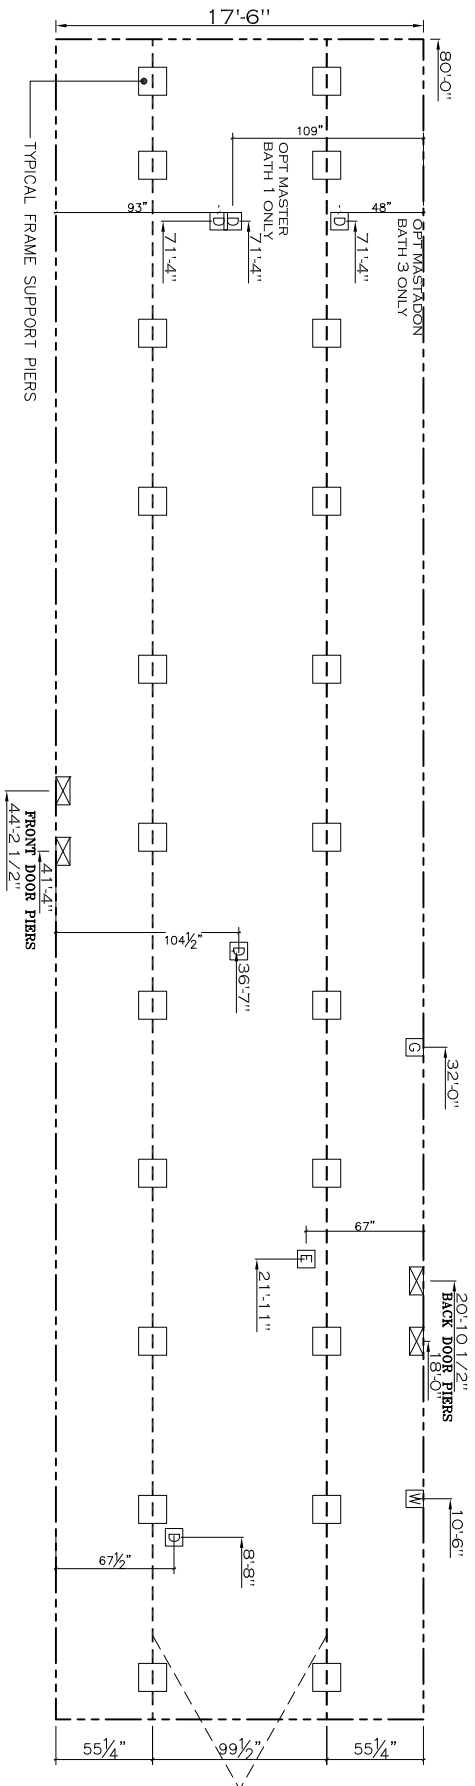 17'-6"
80'-0"
109"
OPT MASTER
BATH 1 ONLY
93"
48"
OPT MASTADON
BATH 3 ONLY
D
D
D
71'-4"
71'-4"
71'-4"
TYPICAL FRAME SUPPORT PIERS
FRONT DOOR PIERS
41'-4"
44'-2 1/2"
104½"
D
36'-7"
G
32'-0"
67"
E
21'-11"
20'-10 1/2"
BACK DOOR PIERS
18'-0"
W
10'-6"
D
8'-8"
67½"
55¼"
99½"
55¼"